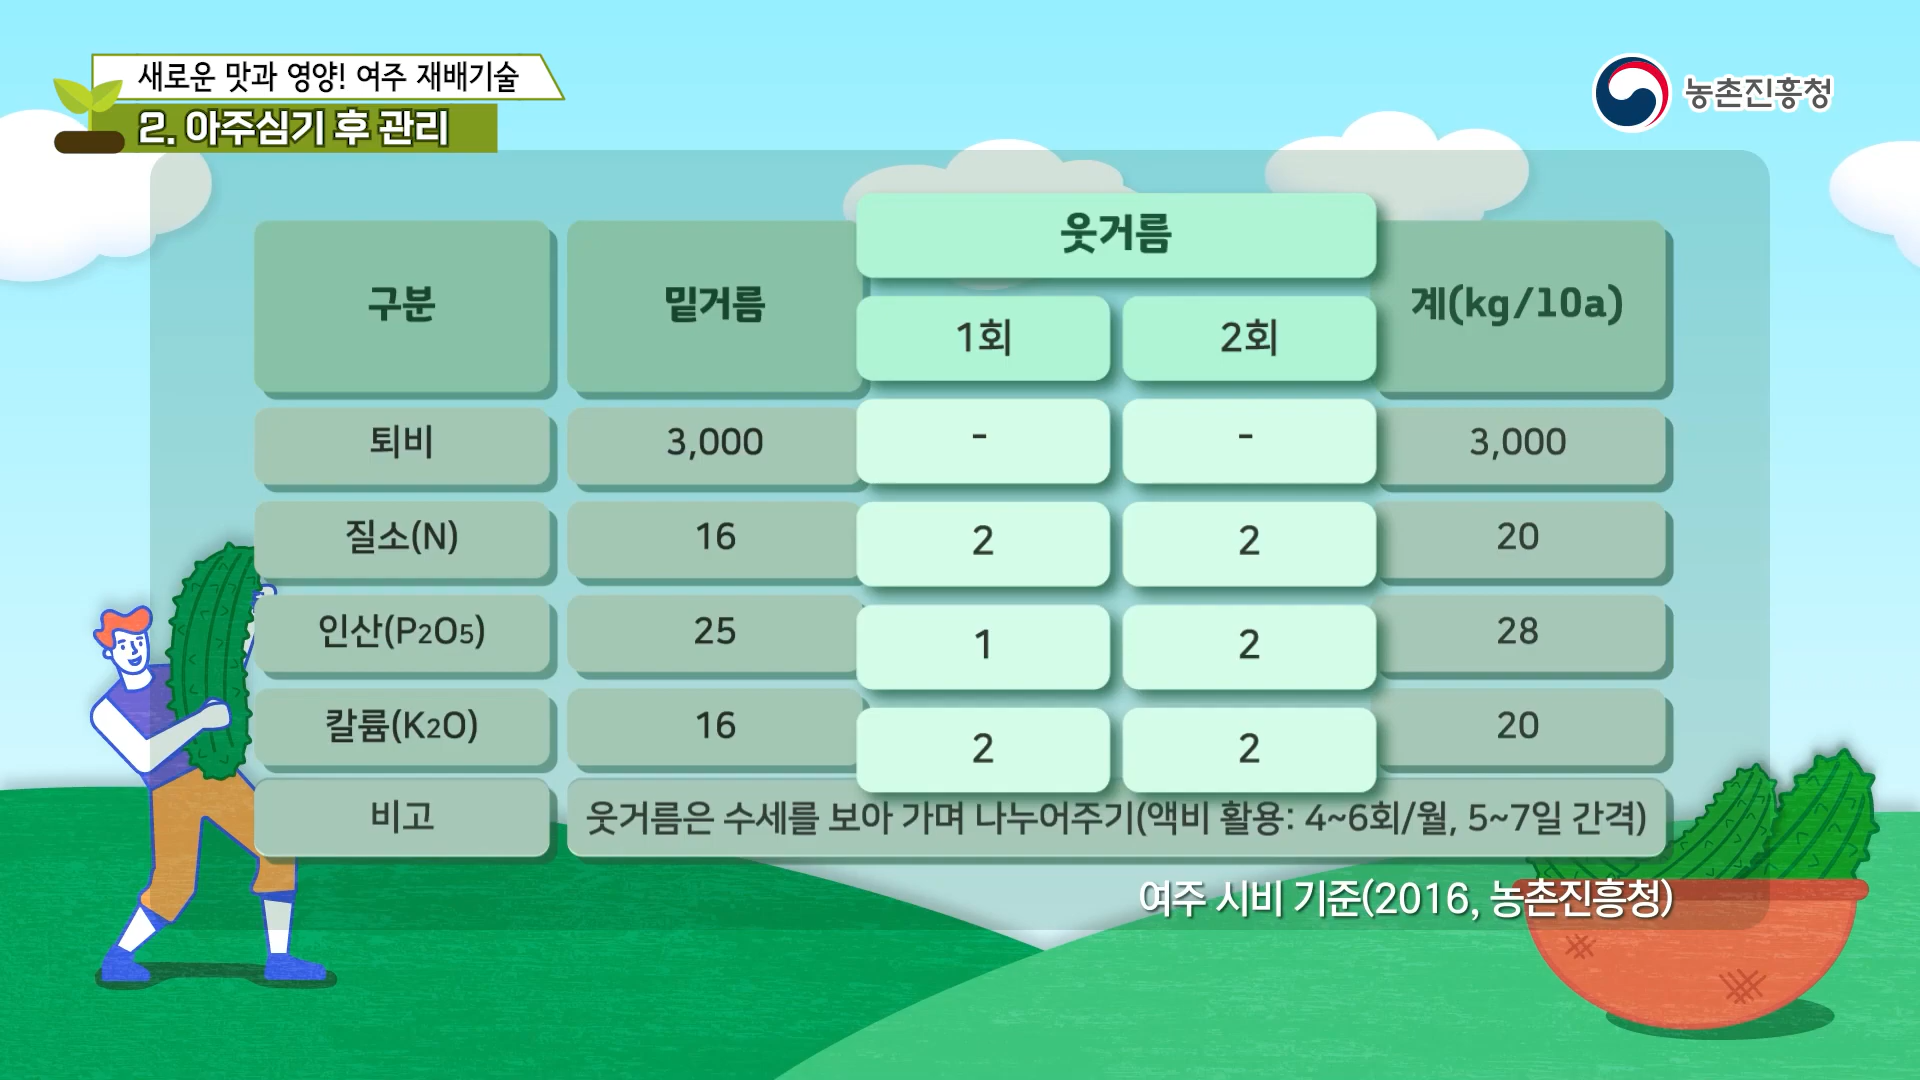 새로운 맛과 영양! 여주 재배기술
2. 아주심기 후 관리
농촌진흥청
구분 밑거름 웃거름 계(kg/10a)
1회 2회
퇴비 3,000 - - 3,000
질소(N) 16 2 2 20
인산(P2O5) 25 1 2 28
칼륨(K2O) 16 2 2 20
비고 웃거름은 수세를 보아 가며 나누어주기(액비 활용: 4~6회/월, 5~7일 간격)
여주 시비 기준(2016, 농촌진흥청)